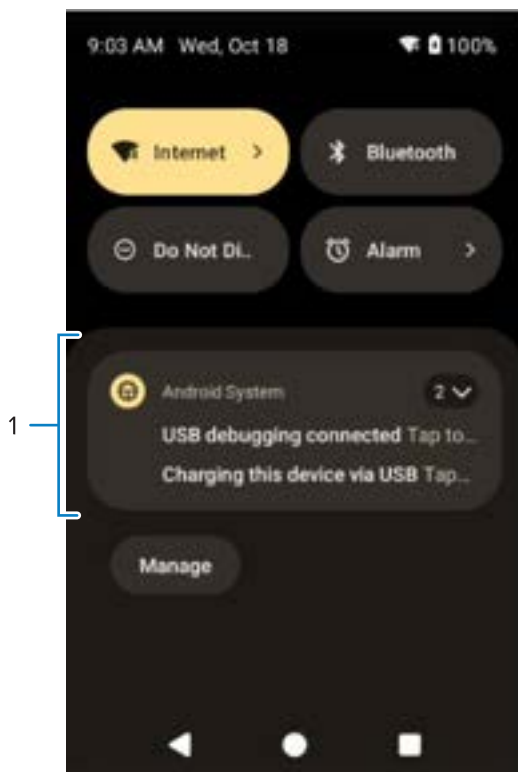 9:03 AM Wed, Oct 18 100%
Internet Bluetooth
Do Not Di.. Alarm
1
Android System 2
USB debugging connected Tap to...
Charging this device via USB Tap...
Manage